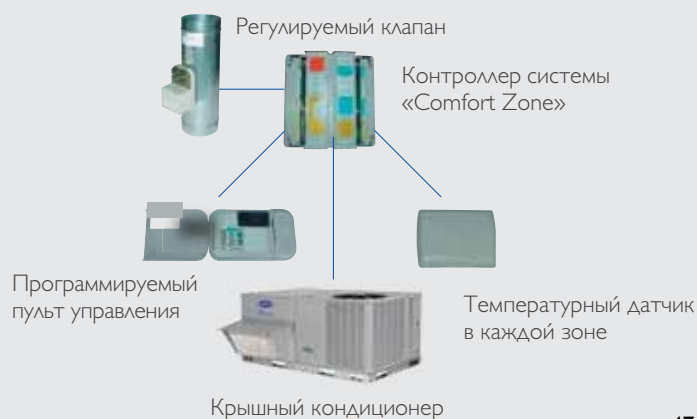 Регулируемый клапан
Контроллер системы
«Comfort Zone»
Программируемый
пульт управления
Температурный датчик
в каждой зоне
Крышный кондиционер